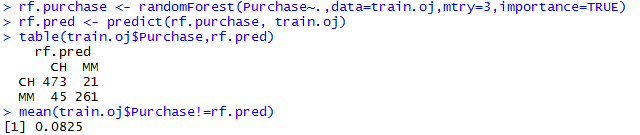 > rf.purchase <- randomForest(Purchase~.,data=train.oj,mtry=3,importance=TRUE)
> rf.pred <- predict(rf.purchase, train.oj)
> table(train.oj$Purchase,rf.pred)
    rf.pred
      CH  MM
  CH 473  21
  MM  45 261
> mean(train.oj$Purchase!=rf.pred)
[1] 0.0825